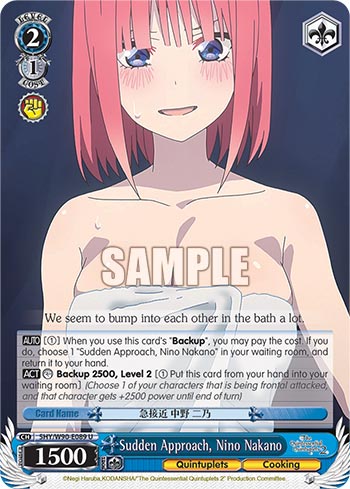 LEVEL
2
1
COST
SAMPLE
We seem to bump into each other in the bath a lot.
AUTO [①] When you use this card's "Backup", you may pay the cost. If you
do, choose 1 "Sudden Approach, Nino Nakano" in your waiting room, and
return it to your hand.
ACT Backup 2500, Level 2 [① Put this card from your hand into your
waiting room] (Choose 1 of your characters that is being frontal attacked,
and that character gets +2500 power until end of turn)
Card Name 急接近 中野 二乃
CH 5HY/W90-E089 U
Sudden Approach, Nino Nakano
POWER 1500
Quintuplets Cooking
©Negi Haruba,KODANSHA/"The Quintessential Quintuplets 2" Production Committee.